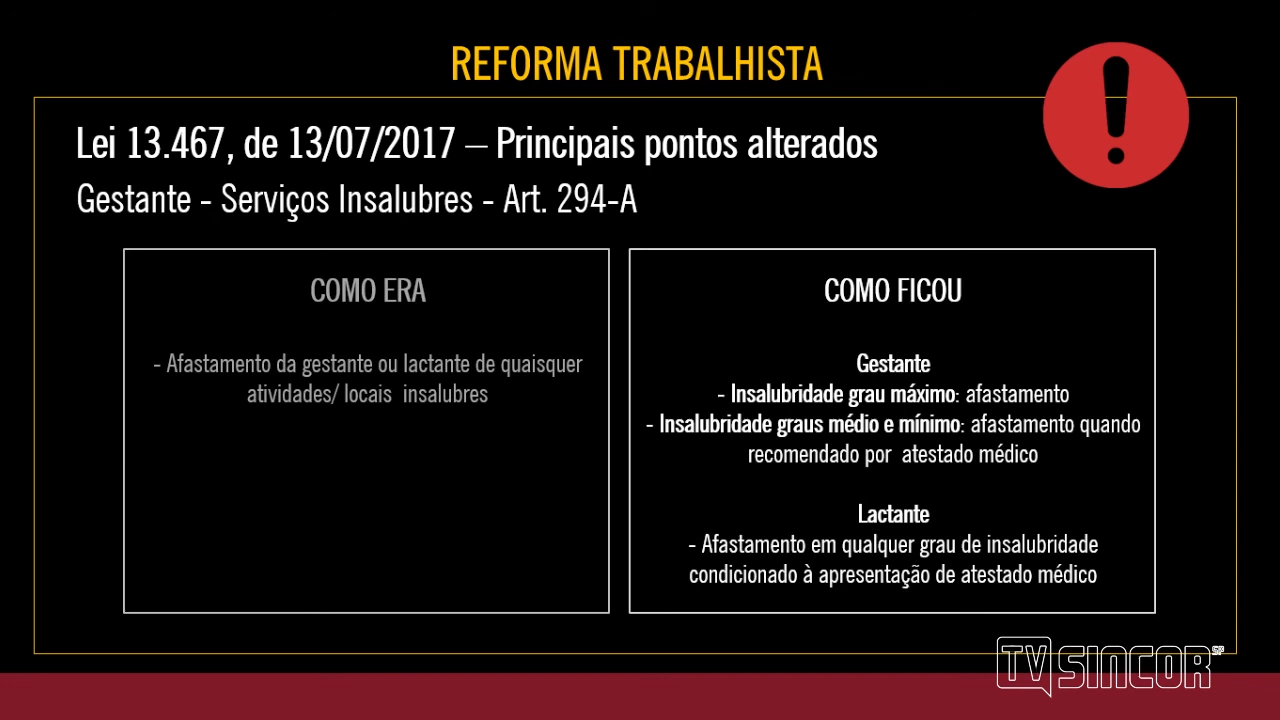 REFORMA TRABALHISTA
Lei 13.467, de 13/07/2017 – Principais pontos alterados
Gestante - Serviços Insalubres - Art. 294-A
COMO ERA
- Afastamento da gestante ou lactante de quaisquer
atividades/ locais insalubres
COMO FICOU
Gestante
- Insalubridade grau máximo: afastamento
- Insalubridade graus médio e mínimo: afastamento quando
recomendado por atestado médico
Lactante
- Afastamento em qualquer grau de insalubridade
condicionado à apresentação de atestado médico
TV SINCOR SP